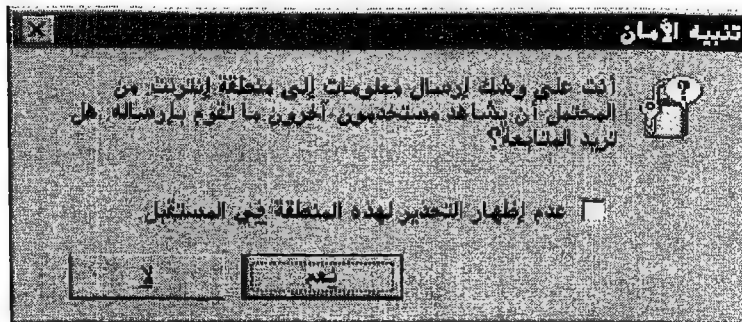 تنبيه الأمان
أنت على وشك إرسال معلومات إلى منطقة إنترنت. من
المحتمل أن يشاهد مستخدمون آخرون ما تقوم بإرساله. هل
تريد المتابعة؟
عدم إظهار التحذير لهذه المنطقة في المستقبل.
نعم
لا